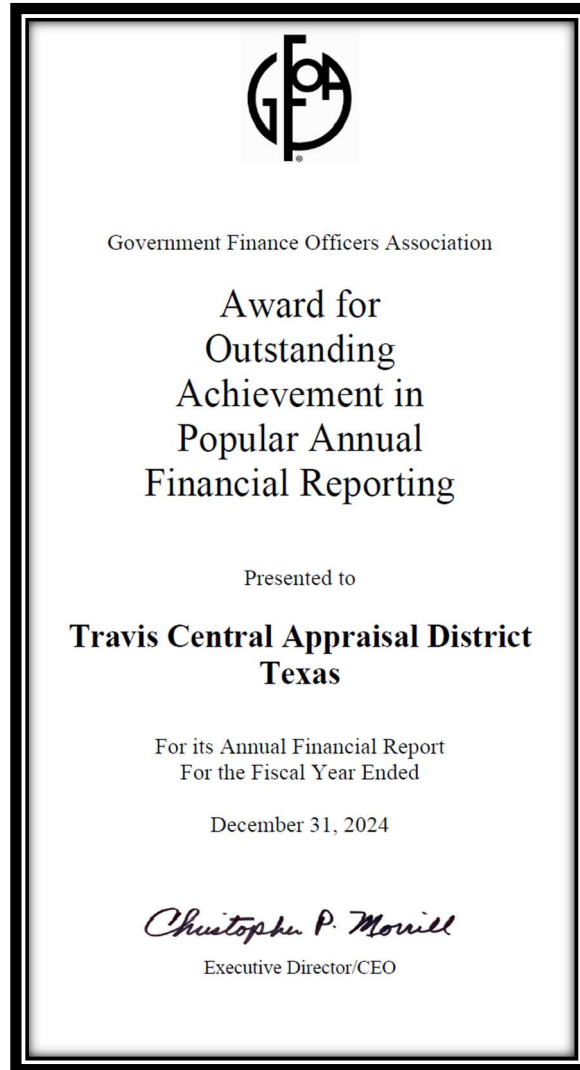 GFOA
®
Government Finance Officers Association
Award for
Outstanding
Achievement in
Popular Annual
Financial Reporting
Presented to
Travis Central Appraisal District
Texas
For its Annual Financial Report
For the Fiscal Year Ended
December 31, 2024
Christopher P. Morrill
Executive Director/CEO